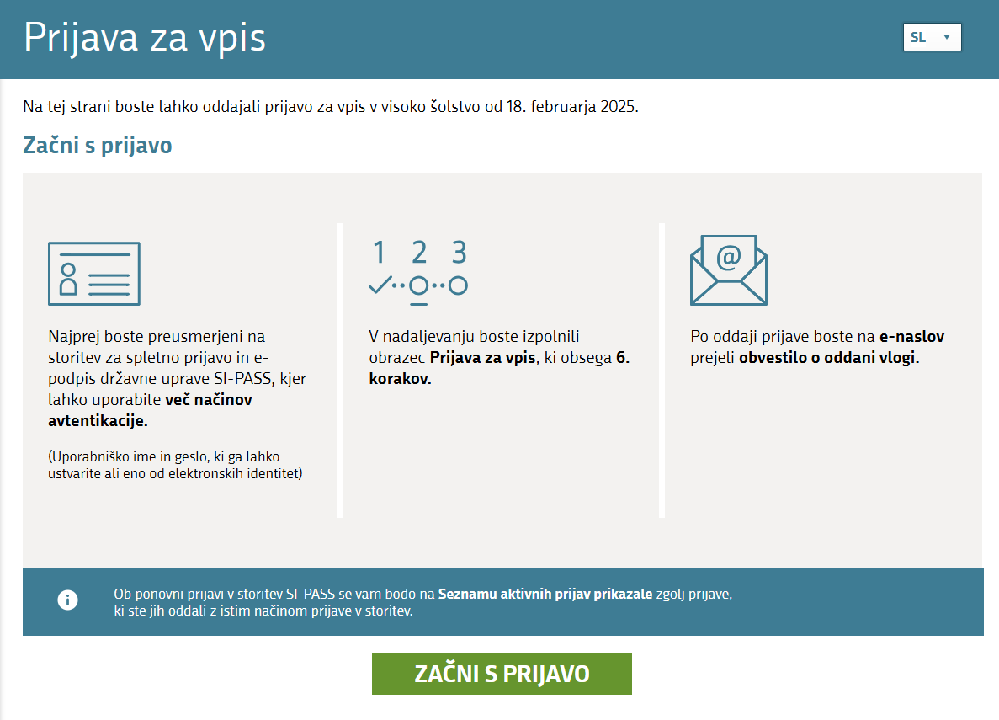 Prijava za vpis
SL
Na tej strani boste lahko oddajali prijavo za vpis v visoko šolstvo od 18. februarja 2025.
Začni s prijavo
Najprej boste preusmerjeni na
storitev za spletno prijavo in e-
podpis državne uprave SI-PASS, kjer
lahko uporabite več načinov
avtentikacije.
(Uporabniško ime in geslo, ki ga lahko
ustvarite ali eno od elektronskih identitet)
1 2 3
V nadaljevanju boste izpolnili
obrazec Prijava za vpis, ki obsega 6.
korakov.
@
Po oddaji prijave boste na e-naslov
prejeli obvestilo o oddani vlogi.
Ob ponovni prijavi v storitev SI-PASS se vam bodo na Seznamu aktivnih prijav prikazale zgolj prijave,
ki ste jih oddali z istim načinom prijave v storitev.
ZAČNI S PRIJAVO